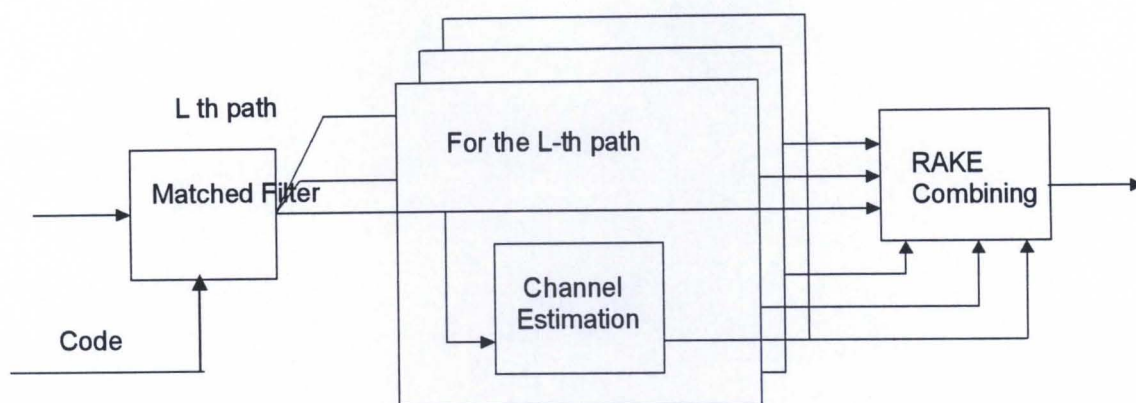 L th path
For the L-th path
Matched Filter
RAKE
Combining
Channel
Estimation
Code